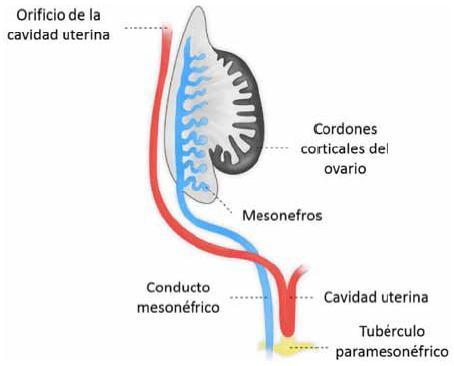 Orificio de la
cavidad uterina
Cordones
corticales del
ovario
Mesonefros
Conducto
mesonéfrico
Cavidad uterina
Tubérculo
paramesonéfrico